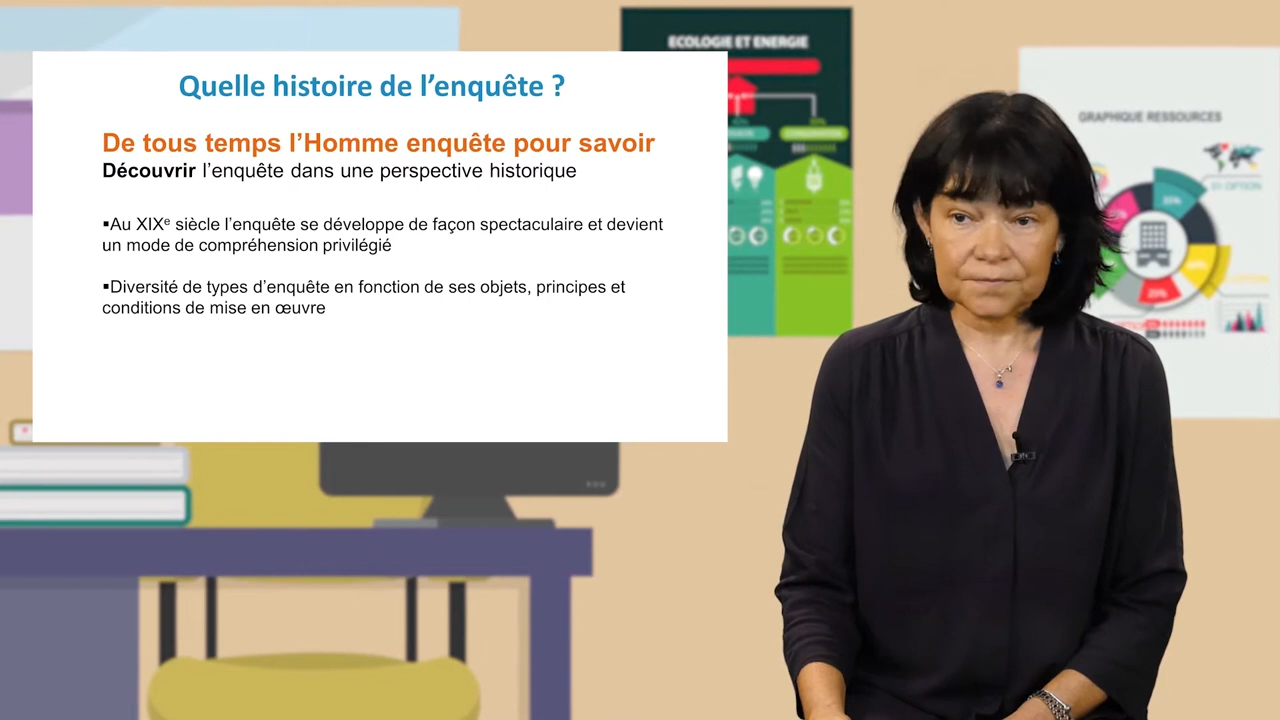 Quelle histoire de l’enquête ?
De tous temps l’Homme enquête pour savoir
Découvrir l’enquête dans une perspective historique
▪Au XIXᵉ siècle l’enquête se développe de façon spectaculaire et devient
un mode de compréhension privilégié
▪Diversité de types d’enquête en fonction de ses objets, principes et
conditions de mise en œuvre
ECOLOGIE ET ENERGIE
GRAPHIQUE RESSOURCES